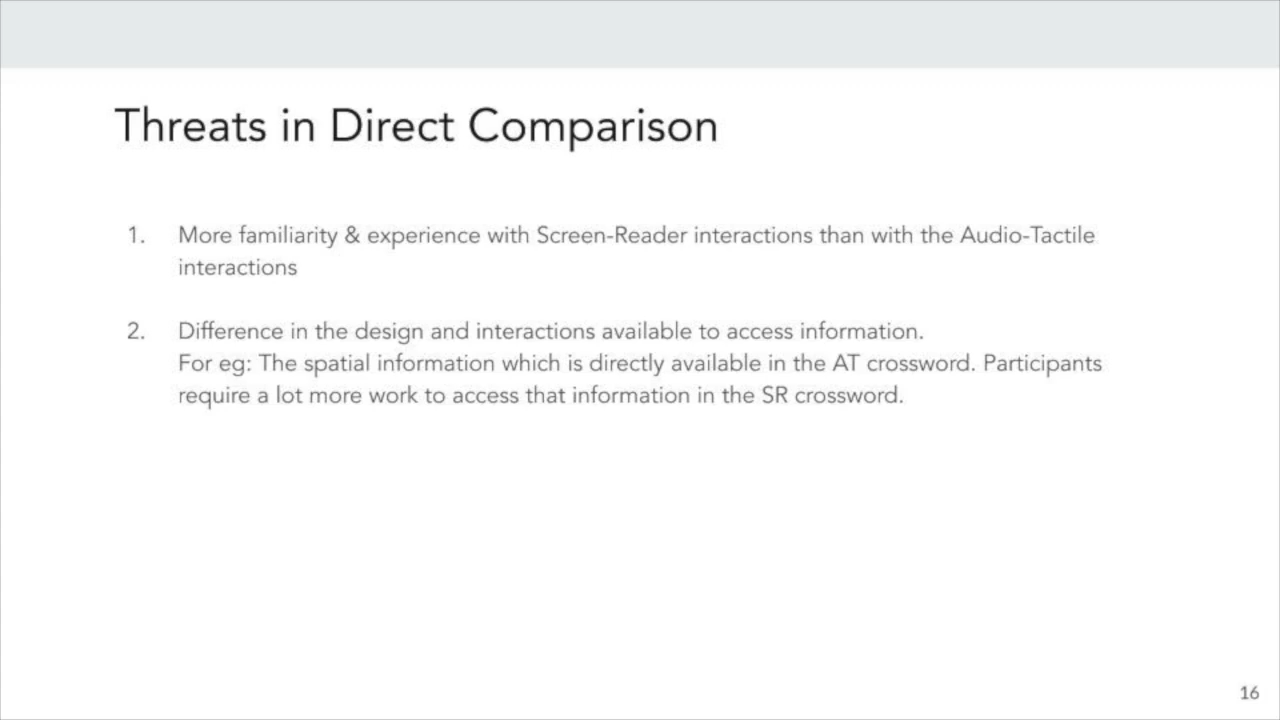 Threats in Direct Comparison
1. More familiarity & experience with Screen-Reader interactions than with the Audio-Tactile
interactions
2. Difference in the design and interactions available to access information.
For eg: The spatial information which is directly available in the AT crossword. Participants
require a lot more work to access that information in the SR crossword.
16